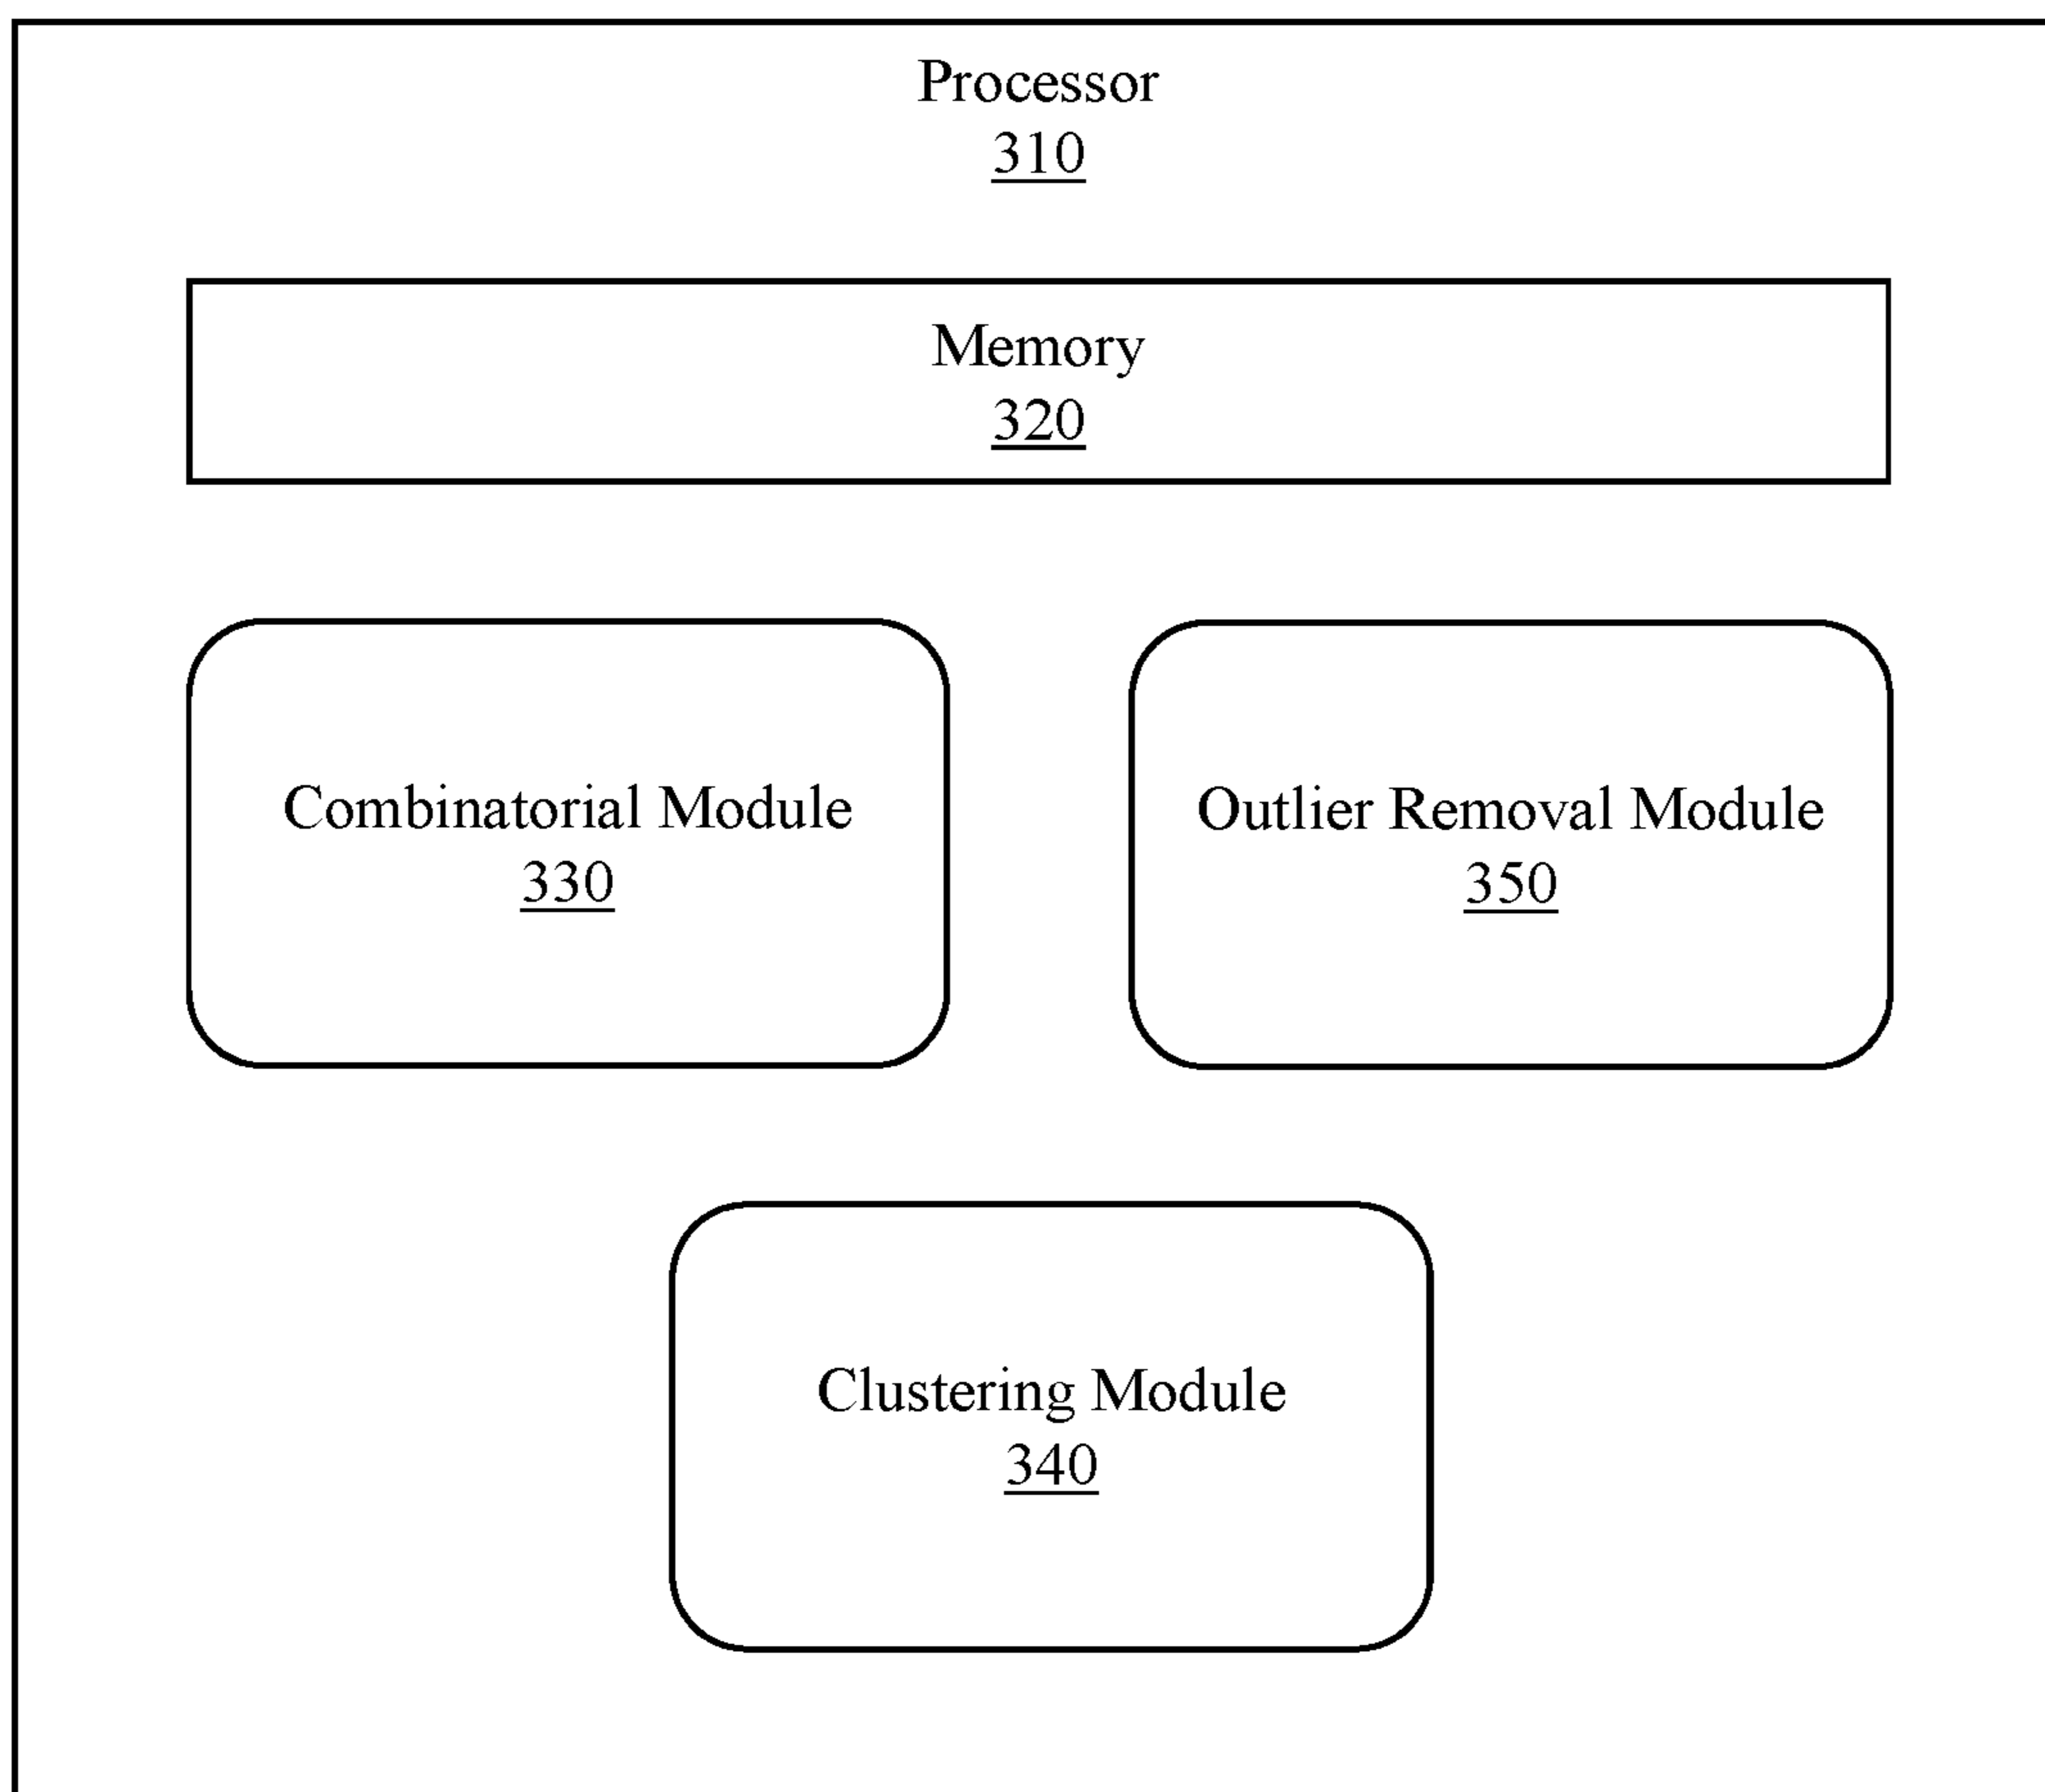 Processor
310
Memory
320
Combinatorial Module
330
Outlier Removal Module
350
Clustering Module
340